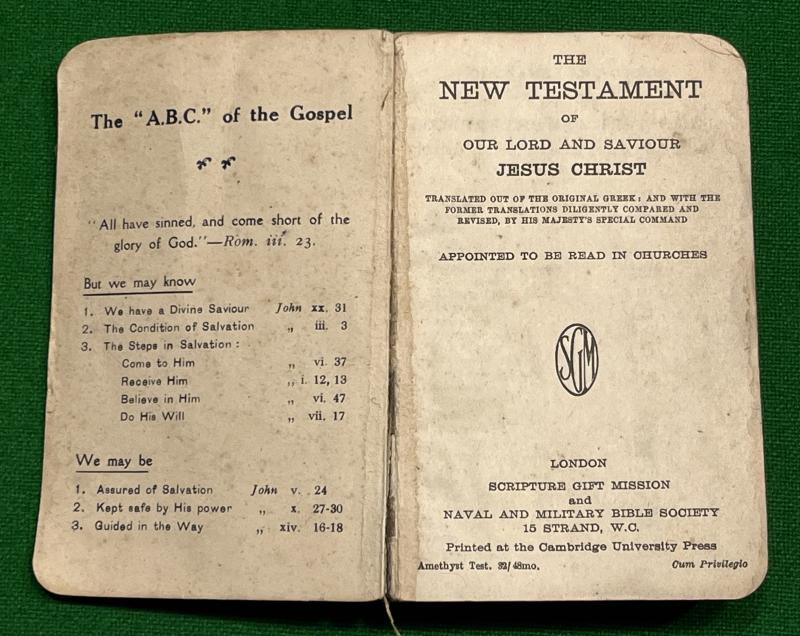 The "A.B.C." of the Gospel
"All have sinned, and come short of the
glory of God."—Rom. iii. 23.
But we may know
1. We have a Divine Saviour John xx. 31
2. The Condition of Salvation „ iii. 3
3. The Steps in Salvation :
Come to Him „ vi. 37
Receive Him „ i. 12, 13
Believe in Him „ vi. 47
Do His Will „ vii. 17
We may be
1. Assured of Salvation John v. 24
2. Kept safe by His power „ x. 27-30
3. Guided in the Way „ xiv. 16-18
THE
NEW TESTAMENT
OF
OUR LORD AND SAVIOUR
JESUS CHRIST
TRANSLATED OUT OF THE ORIGINAL GREEK: AND WITH THE
FORMER TRANSLATIONS DILIGENTLY COMPARED AND
REVISED, BY HIS MAJESTY'S SPECIAL COMMAND
APPOINTED TO BE READ IN CHURCHES
SGM
LONDON
SCRIPTURE GIFT MISSION
and
NAVAL AND MILITARY BIBLE SOCIETY
15 STRAND, W.C.
Printed at the Cambridge University Press
Amethyst Test. 32/48mo. Cum Privilegio